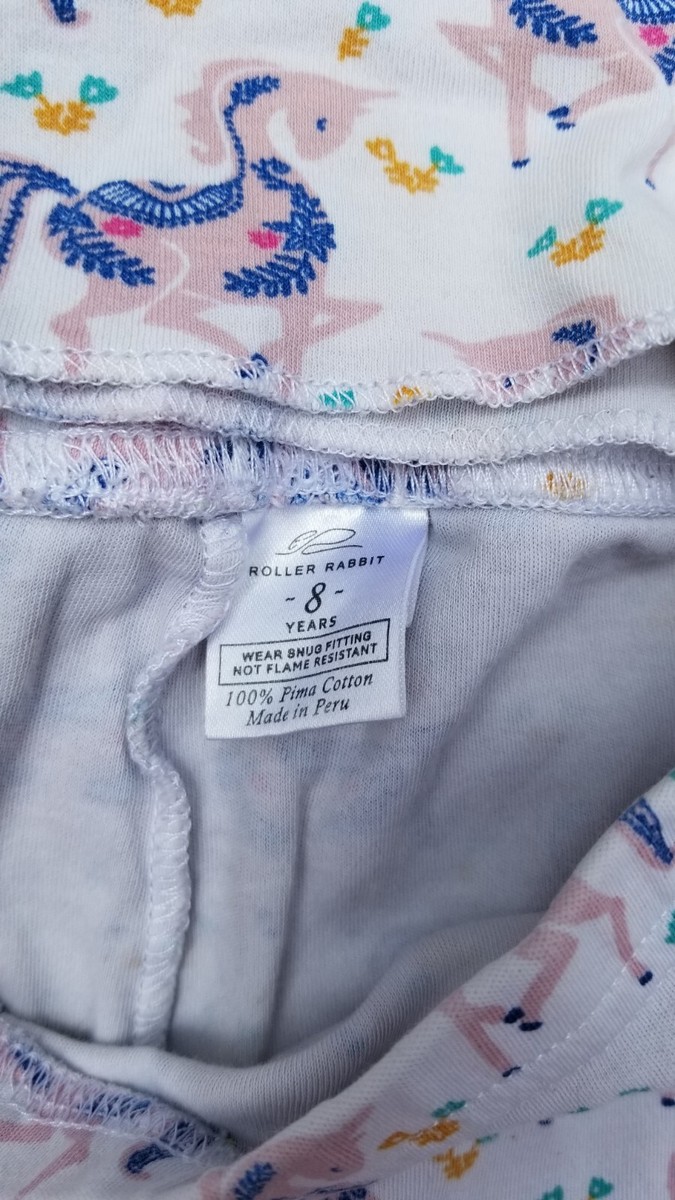 ROLLER RABBIT
- 8 -
YEARS
WEAR SNUG FITTING
NOT FLAME RESISTANT
100% Pima Cotton
Made in Peru